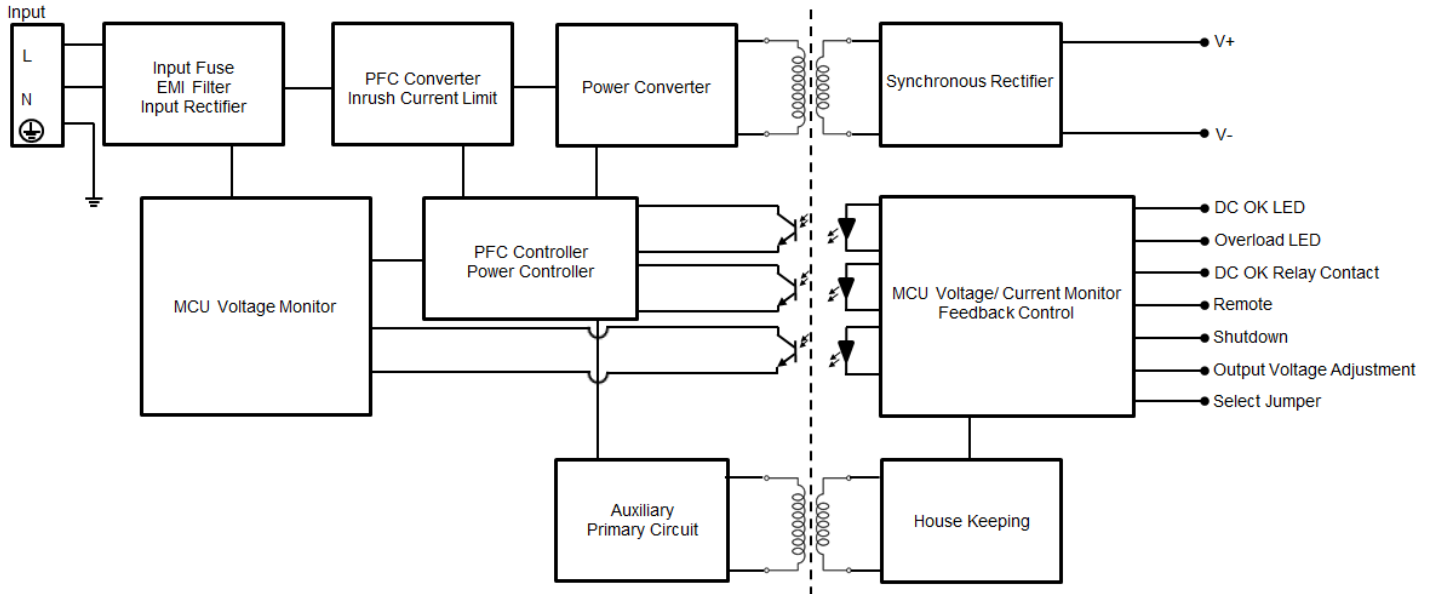 Input
L
N
Input Fuse
EMI Filter
Input Rectifier
PFC Converter
Inrush Current Limit
Power Converter
Synchronous Rectifier
V+
V-
MCU Voltage Monitor
PFC Controller
Power Controller
MCU Voltage/ Current Monitor
Feedback Control
DC OK LED
Overload LED
DC OK Relay Contact
Remote
Shutdown
Output Voltage Adjustment
Select Jumper
Auxiliary
Primary Circuit
House Keeping